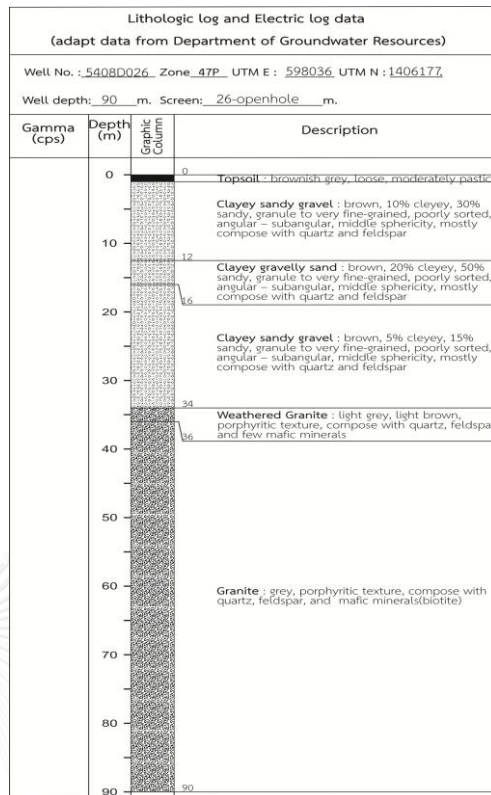 Lithologic log and Electric log data
(adapt data from Department of Groundwater Resources)
Well No. : 5408D026 Zone 47P UTM E : 598036 UTM N : 1406177,
Well depth: 90 m. Screen: 26-openhole m.
Gamma (cps)
Depth (m)
Graphic Column
Description
0
0
Topsoil : brownish grey, loose, moderately pastic
Clayey sandy gravel : brown, 10% cleyey, 30%
sandy, granule to very fine-grained, poorly sorted,
angular – subangular, middle sphericity, mostly
compose with quartz and feldspar
10
12
Clayey gravelly sand : brown, 20% cleyey, 50%
sandy, granule to very fine-grained, poorly sorted,
angular – subangular, middle sphericity, mostly
compose with quartz and feldspar
16
20
Clayey sandy gravel : brown, 5% cleyey, 15%
sandy, granule to very fine-grained, poorly sorted,
angular – subangular, middle sphericity, mostly
compose with quartz and feldspar
30
34
Weathered Granite : light grey, light brown,
porphyritic texture, compose with quartz, feldspa
and few mafic minerals
36
40
50
60
Granite : grey, porphyritic texture, compose with
quartz, feldspar, and mafic minerals(biotite)
70
80
90
90